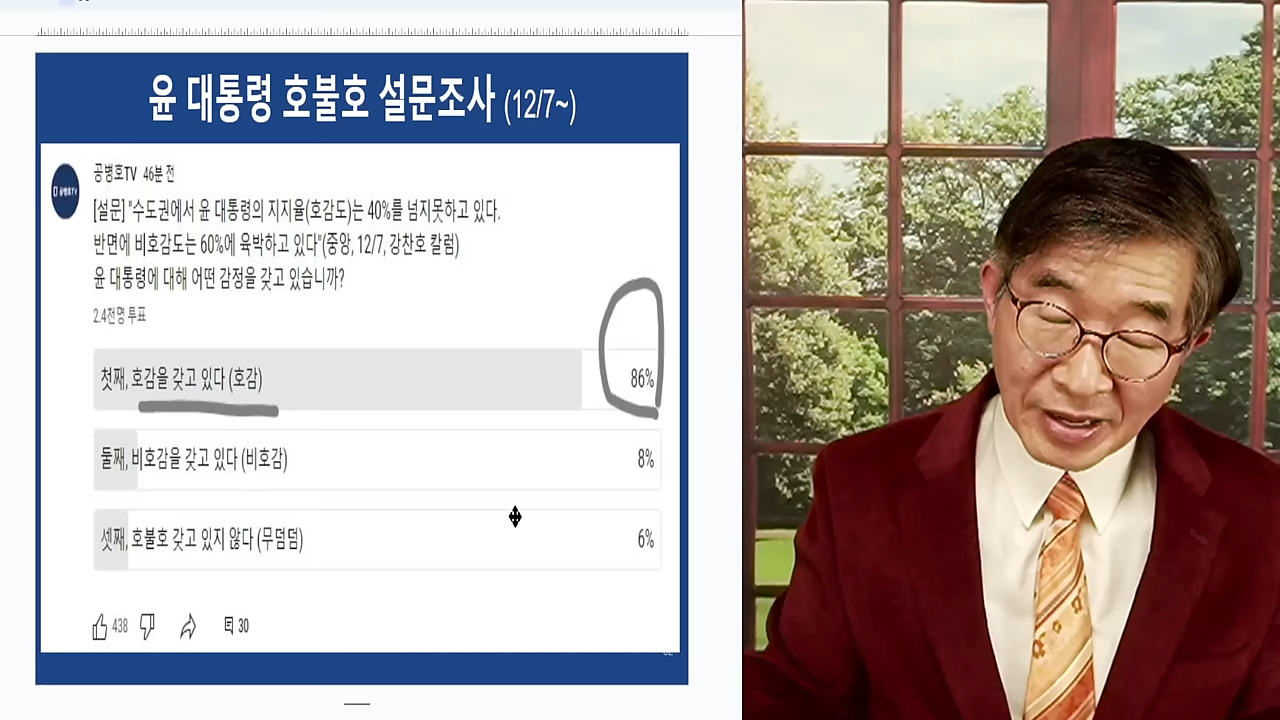 윤 대통령 호불호 설문조사 (12/7~)
공병호TV
공병호TV 46분 전
[설문] "수도권에서 윤 대통령의 지지율(호감도)는 40%를 넘지못하고 있다.
반면에 비호감도는 60%에 육박하고 있다"(중앙, 12/7, 강찬호 칼럼)
윤 대통령에 대해 어떤 감정을 갖고 있습니까?
2.4천명 투표
첫째, 호감을 갖고 있다 (호감) 86%
둘째, 비호감을 갖고 있다 (비호감) 8%
셋째, 호불호 갖고 있지 않다 (무덤덤) 6%
438 30